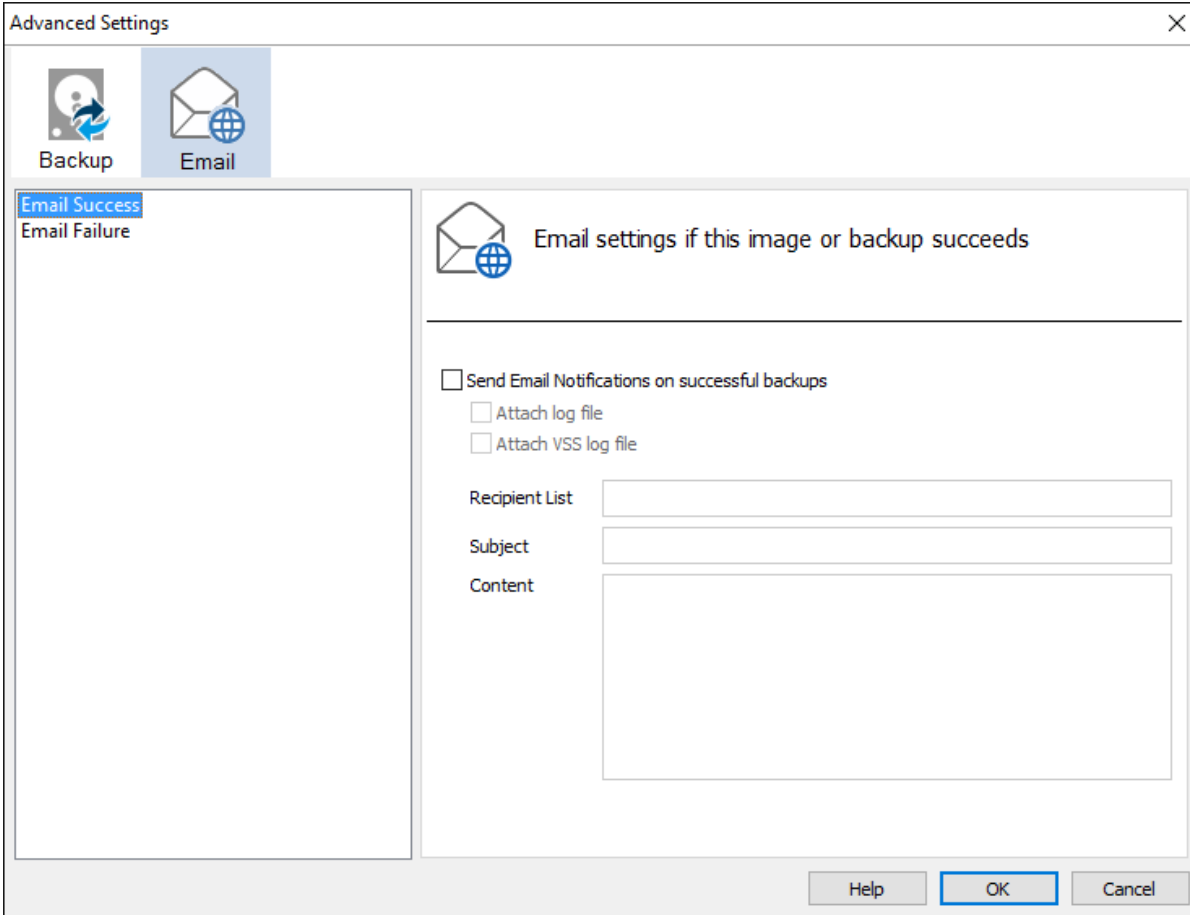 Advanced Settings
Backup
Email
Email Success
Email Failure
Email settings if this image or backup succeeds
Send Email Notifications on successful backups
Attach log file
Attach VSS log file
Recipient List
Subject
Content
Help
OK
Cancel